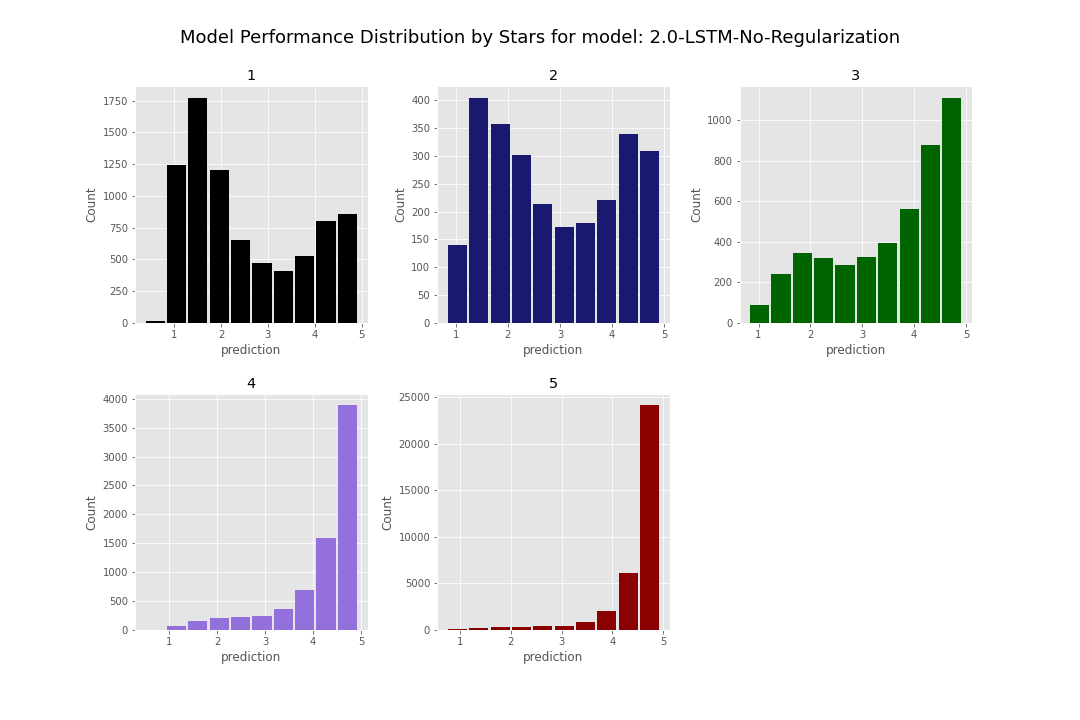 Model Performance Distribution by Stars for model: 2.0-LSTM-No-Regularization
1
1750
1500
1250
1000
750
500
250
0
Count
1 2 3 4 5
prediction
2
400
350
300
250
200
150
100
50
0
Count
1 2 3 4 5
prediction
3
1000
800
600
400
200
0
Count
1 2 3 4 5
prediction
4
4000
3500
3000
2500
2000
1500
1000
500
0
Count
1 2 3 4 5
prediction
5
25000
20000
15000
10000
5000
0
Count
1 2 3 4 5
prediction